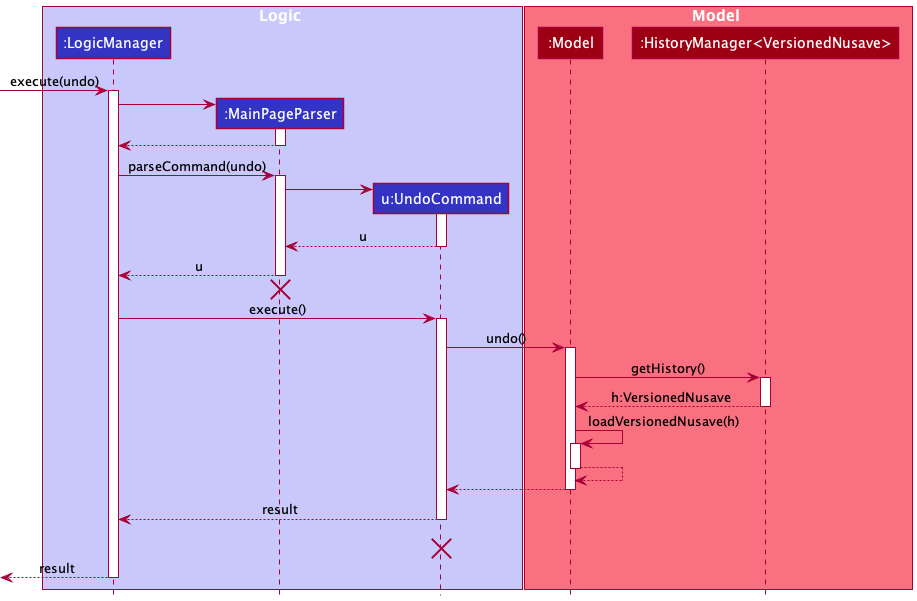 Logic
Model
:LogicManager
:Model
:HistoryManager<VersionedNusave>
execute(undo)
:MainPageParser
parseCommand(undo)
u:UndoCommand
u
u
execute()
undo()
getHistory()
h:VersionedNusave
loadVersionedNusave(h)
result
result